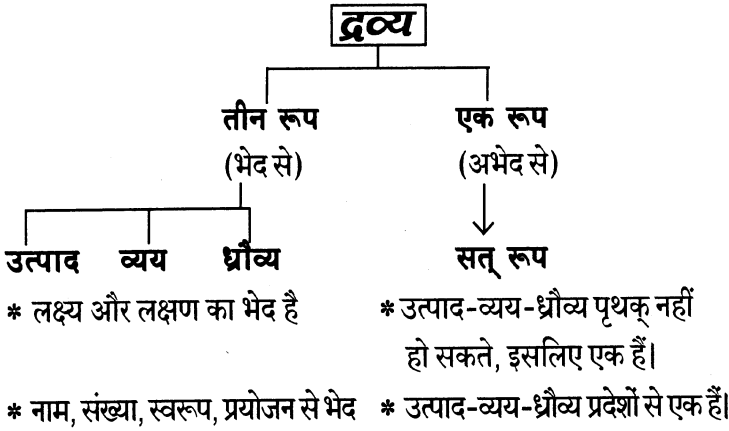 द्रव्य
तीन रूप एक रूप
(भेद से) (अभेद से)
उत्पाद व्यय ध्रौव्य सत् रूप
* लक्ष्य और लक्षण का भेद है * उत्पाद-व्यय-ध्रौव्य पृथक् नहीं
हो सकते, इसलिए एक हैं।
* नाम, संख्या, स्वरूप, प्रयोजन से भेद * उत्पाद-व्यय-ध्रौव्य प्रदेशों से एक हैं।